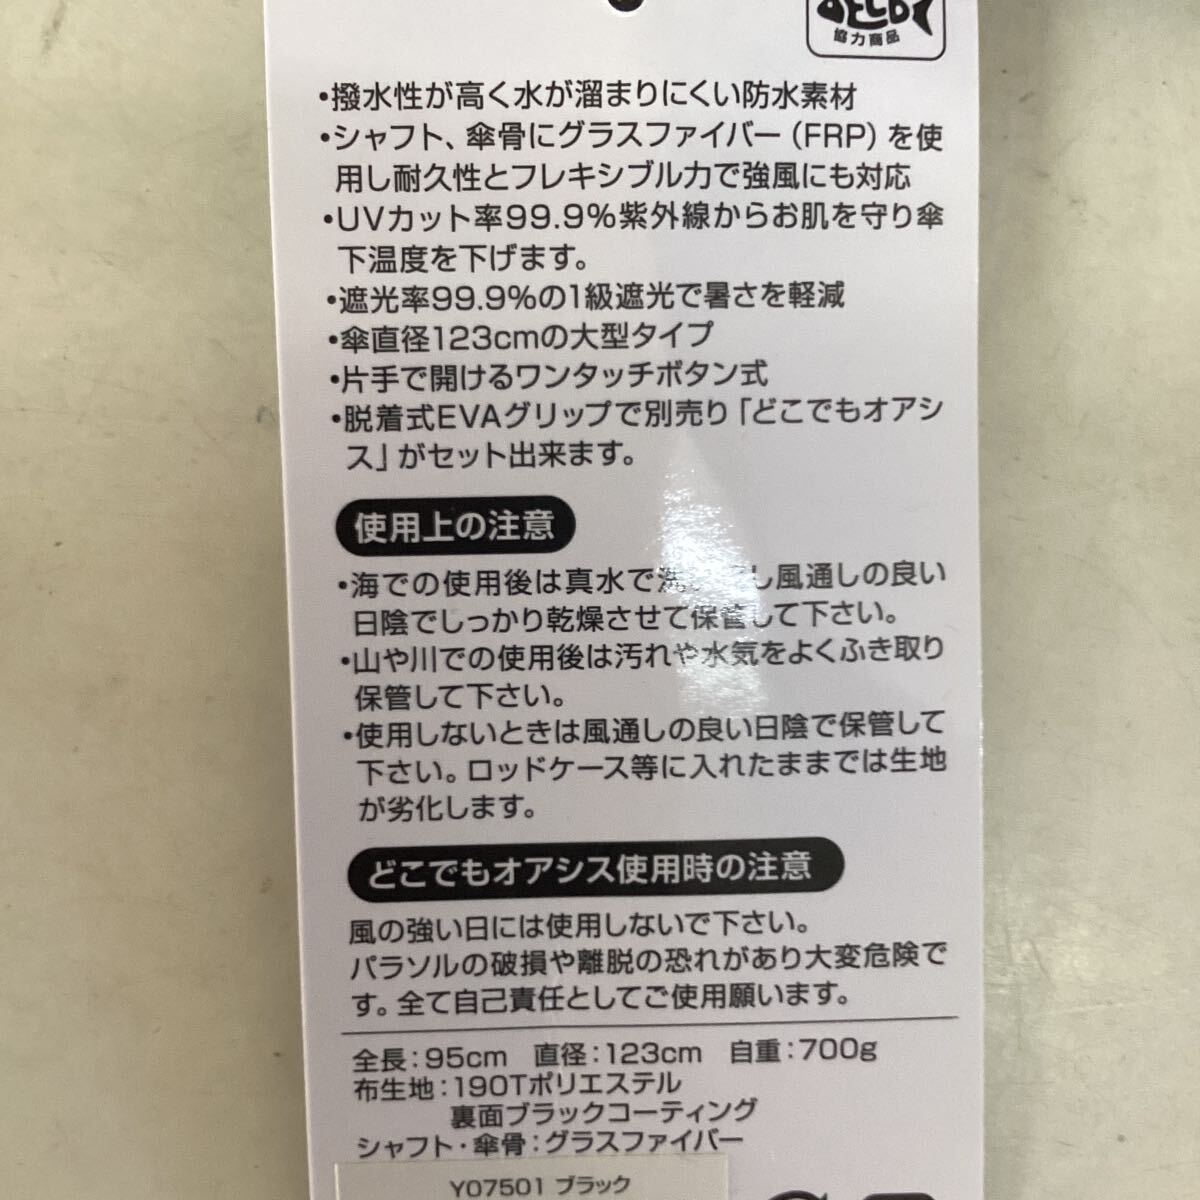 協力商品
・撥水性が高く水が溜まりにくい防水素材
・シャフト、傘骨にグラスファイバー(FRP)を使
用し耐久性とフレキシブル力で強風にも対応
・UVカット率99.9%紫外線からお肌を守り傘
下温度を下げます。
・遮光率99.9%の1級遮光で暑さを軽減
・傘直径123cmの大型タイプ
・片手で開けるワンタッチボタン式
・脱着式EVAグリップで別売り「どこでもオアシ
ス」がセット出来ます。
使用上の注意
・海での使用後は真水で洗 し風通しの良い
日陰でしっかり乾燥させて保管して下さい。
・山や川での使用後は汚れや水気をよくふき取り
保管して下さい。
・使用しないときは風通しの良い日陰で保管して
下さい。ロッドケース等に入れたままでは生地
が劣化します。
どこでもオアシス使用時の注意
風の強い日には使用しないで下さい。
パラソルの破損や離脱の恐れがあり大変危険で
す。全て自己責任としてご使用願います。
全長:95cm 直径:123cm 自重:700g
布生地:190Tポリエステル
裏面ブラックコーティング
シャフト・傘骨:グラスファイバー
Y07501 ブラック